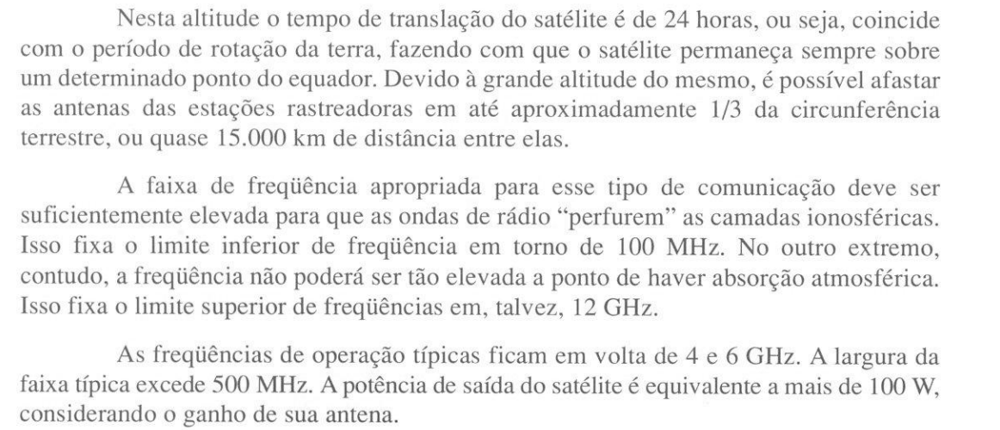 Nesta altitude o tempo de translação do satélite é de 24 horas, ou seja, coincide
com o período de rotação da terra, fazendo com que o satélite permaneça sempre sobre
um determinado ponto do equador. Devido à grande altitude do mesmo, é possível afastar
as antenas das estações rastreadoras em até aproximadamente 1/3 da circunferência
terrestre, ou quase 15.000 km de distância entre elas.
A faixa de freqüência apropriada para esse tipo de comunicação deve ser
suficientemente elevada para que as ondas de rádio “perfurem” as camadas ionosféricas.
Isso fixa o limite inferior de freqüência em torno de 100 MHz. No outro extremo,
contudo, a freqüência não poderá ser tão elevada a ponto de haver absorção atmosférica.
Isso fixa o limite superior de freqüências em, talvez, 12 GHz.
As freqüências de operação típicas ficam em volta de 4 e 6 GHz. A largura da
faixa típica excede 500 MHz. A potência de saída do satélite é equivalente a mais de 100 W,
considerando o ganho de sua antena.